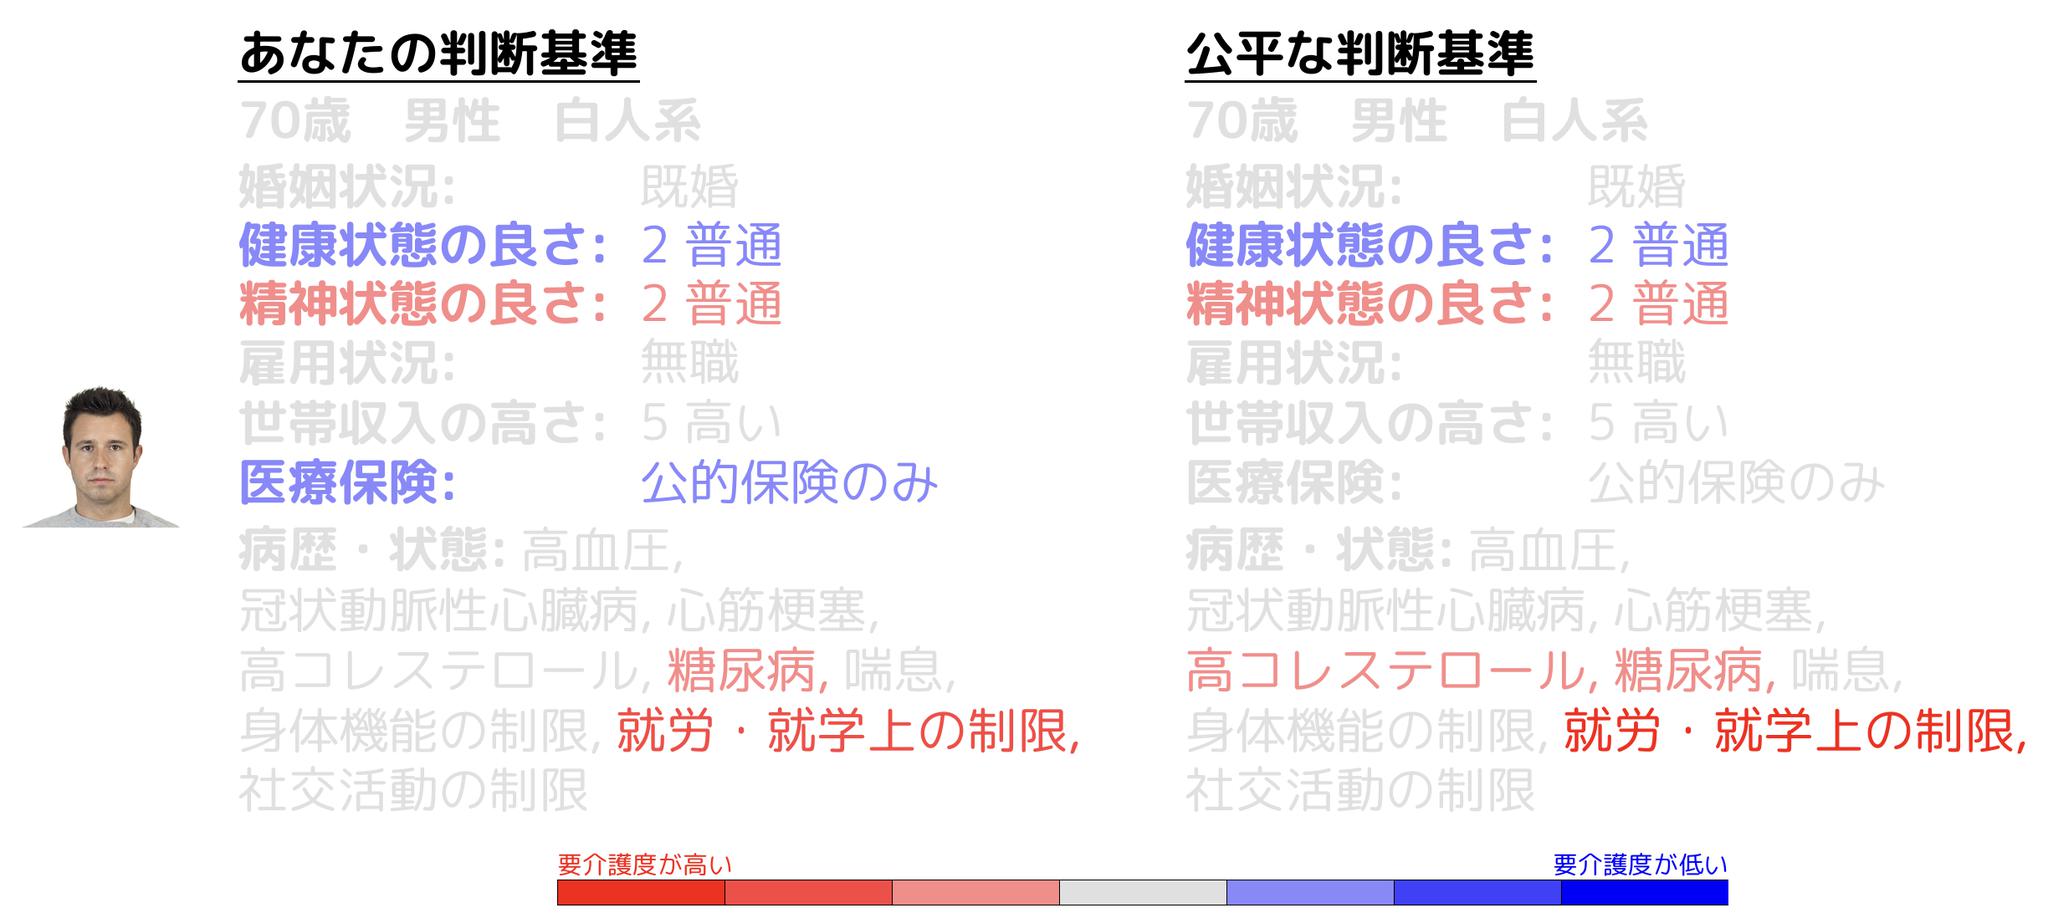 あなたの判断基準
70歳 男性 白人系
婚姻状況: 既婚
健康状態の良さ: 2 普通
精神状態の良さ: 2 普通
雇用状況: 無職
世帯収入の高さ: 5 高い
医療保険: 公的保険のみ
病歴・状態: 高血圧,
冠状動脈性心臓病, 心筋梗塞,
高コレステロール, 糖尿病, 喘息,
身体機能の制限, 就労・就学上の制限,
社交活動の制限
公平な判断基準
70歳 男性 白人系
婚姻状況: 既婚
健康状態の良さ: 2 普通
精神状態の良さ: 2 普通
雇用状況: 無職
世帯収入の高さ: 5 高い
医療保険: 公的保険のみ
病歴・状態: 高血圧,
冠状動脈性心臓病, 心筋梗塞,
高コレステロール, 糖尿病, 喘息,
身体機能の制限, 就労・就学上の制限,
社交活動の制限
要介護度が高い
要介護度が低い